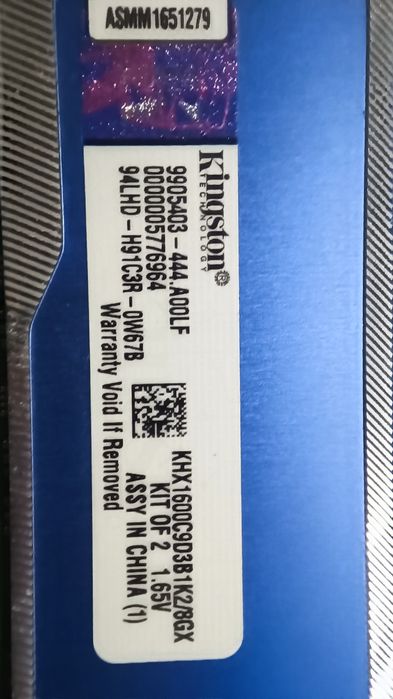 ASMM1651279
Kingston®
TECHNOLOGY
9905403-444.A00LF
0000005776964
94LHD-H91C3R-0W67B
Warranty Void If Removed
KHX1600C9D3B1K2/8GX
KIT OF 2 1.65V
ASSY IN CHINA (1)